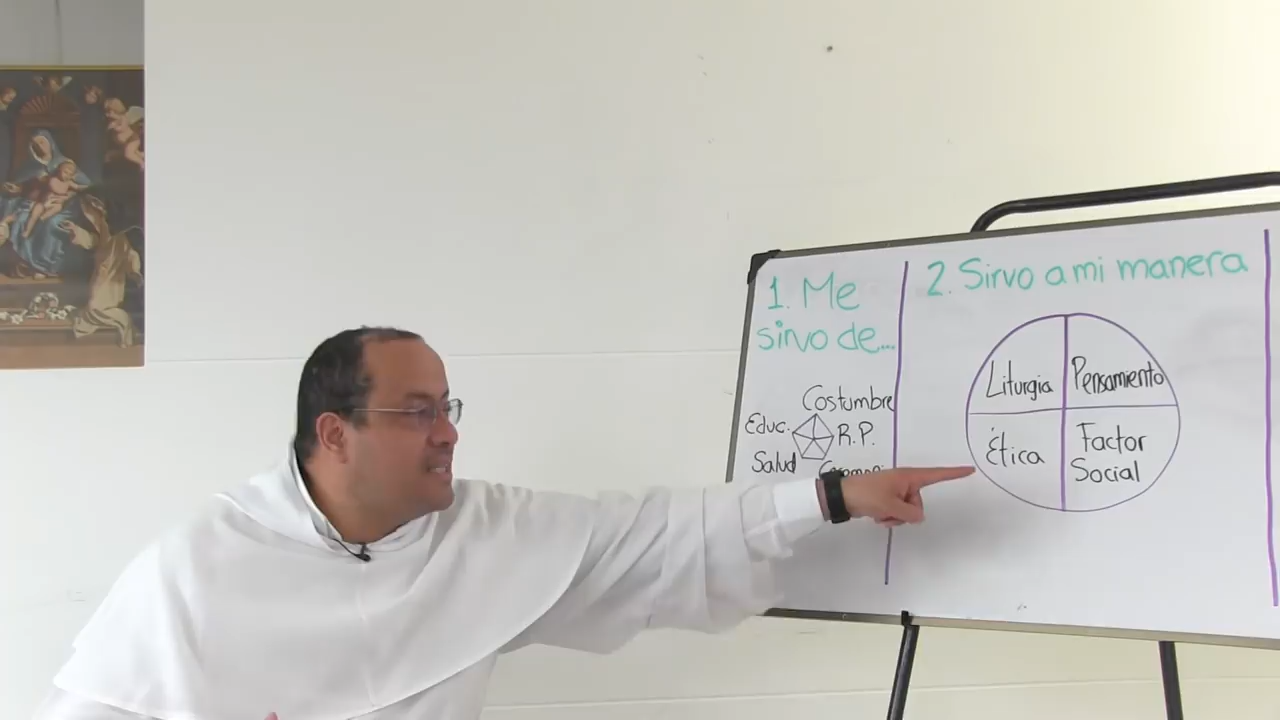 1. Me
sirvo de...
Costumbre
Educ.
R.P.
Salud
2. Sirvo a mi manera
Liturgia
Pensamiento
Ética
Factor
Social